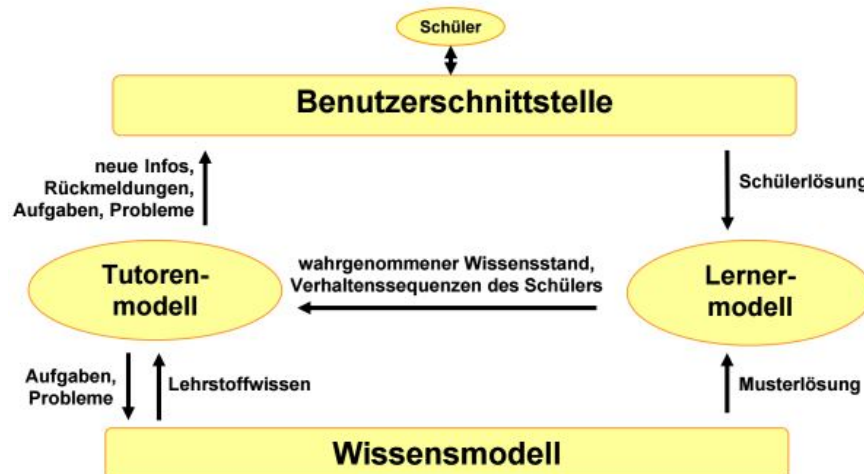 Schüler
Benutzerschnittstelle
neue Infos,
Rückmeldungen,
Aufgaben, Probleme
Schülerlösung
Tutoren-
modell
wahrgenommener Wissensstand,
Verhaltenssequenzen des Schülers
Lerner-
modell
Aufgaben,
Probleme
Lehrstoffwissen
Musterlösung
Wissensmodell